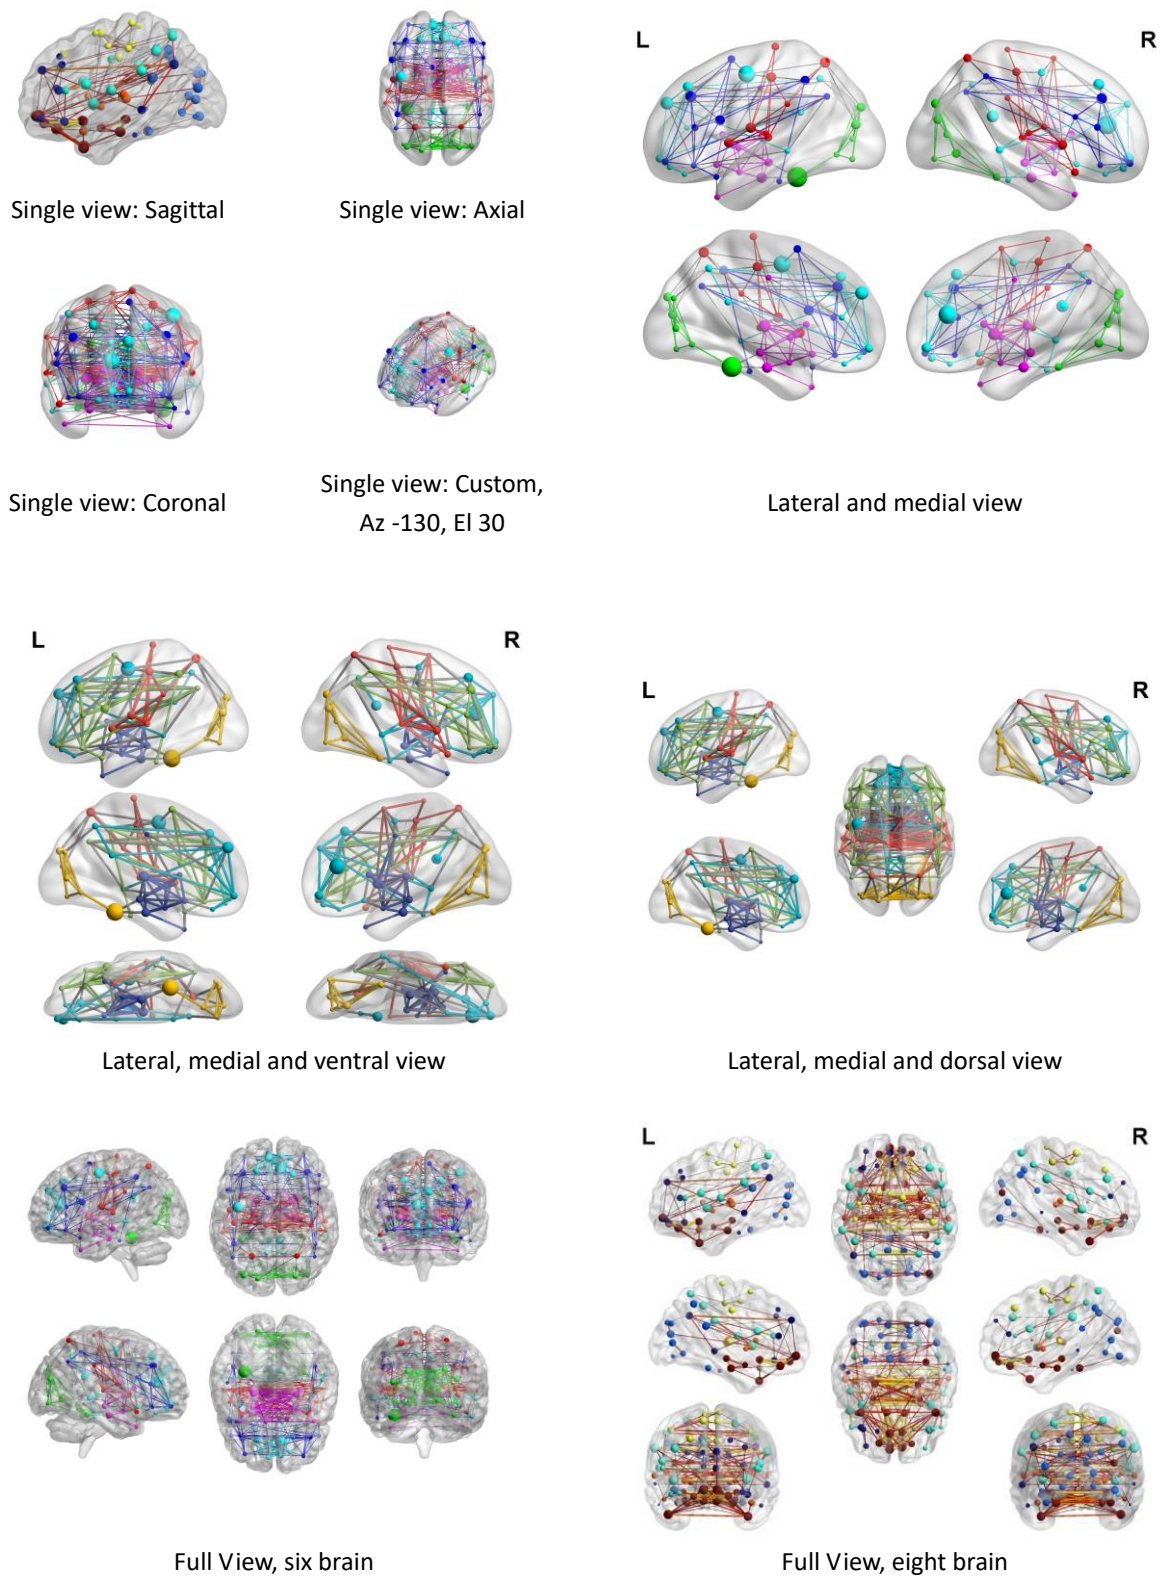 L R
Single view: Sagittal
Single view: Axial
Single view: Coronal
Single view: Custom,
Az -130, El 30
Lateral and medial view
L R
L R
Lateral, medial and ventral view
Lateral, medial and dorsal view
L R
Full View, six brain
Full View, eight brain